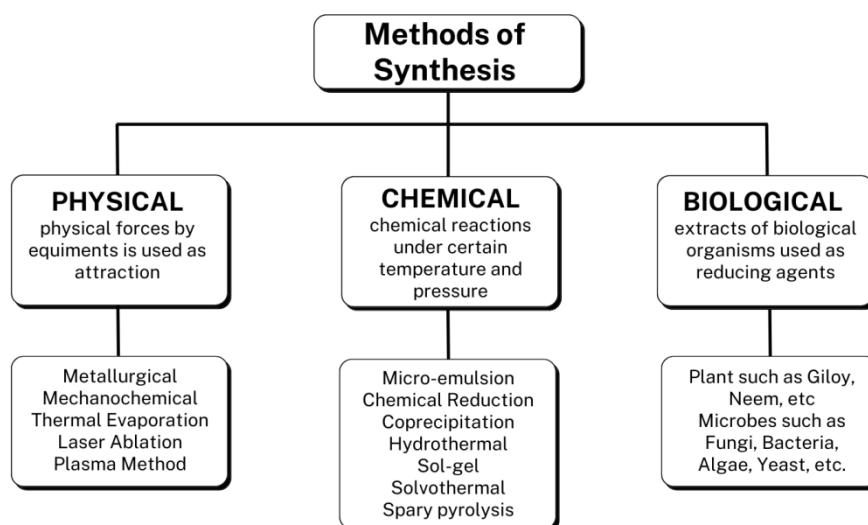 Methods of
Synthesis
PHYSICAL
physical forces by
equiments is used as
attraction
CHEMICAL
chemical reactions
under certain
temperature and
pressure
BIOLOGICAL
extracts of biological
organisms used as
reducing agents
Metallurgical
Mechanochemical
Thermal Evaporation
Laser Ablation
Plasma Method
Micro-emulsion
Chemical Reduction
Coprecipitation
Hydrothermal
Sol-gel
Solvothermal
Spary pyrolysis
Plant such as Giloy,
Neem, etc
Microbes such as
Fungi, Bacteria,
Algae, Yeast, etc.